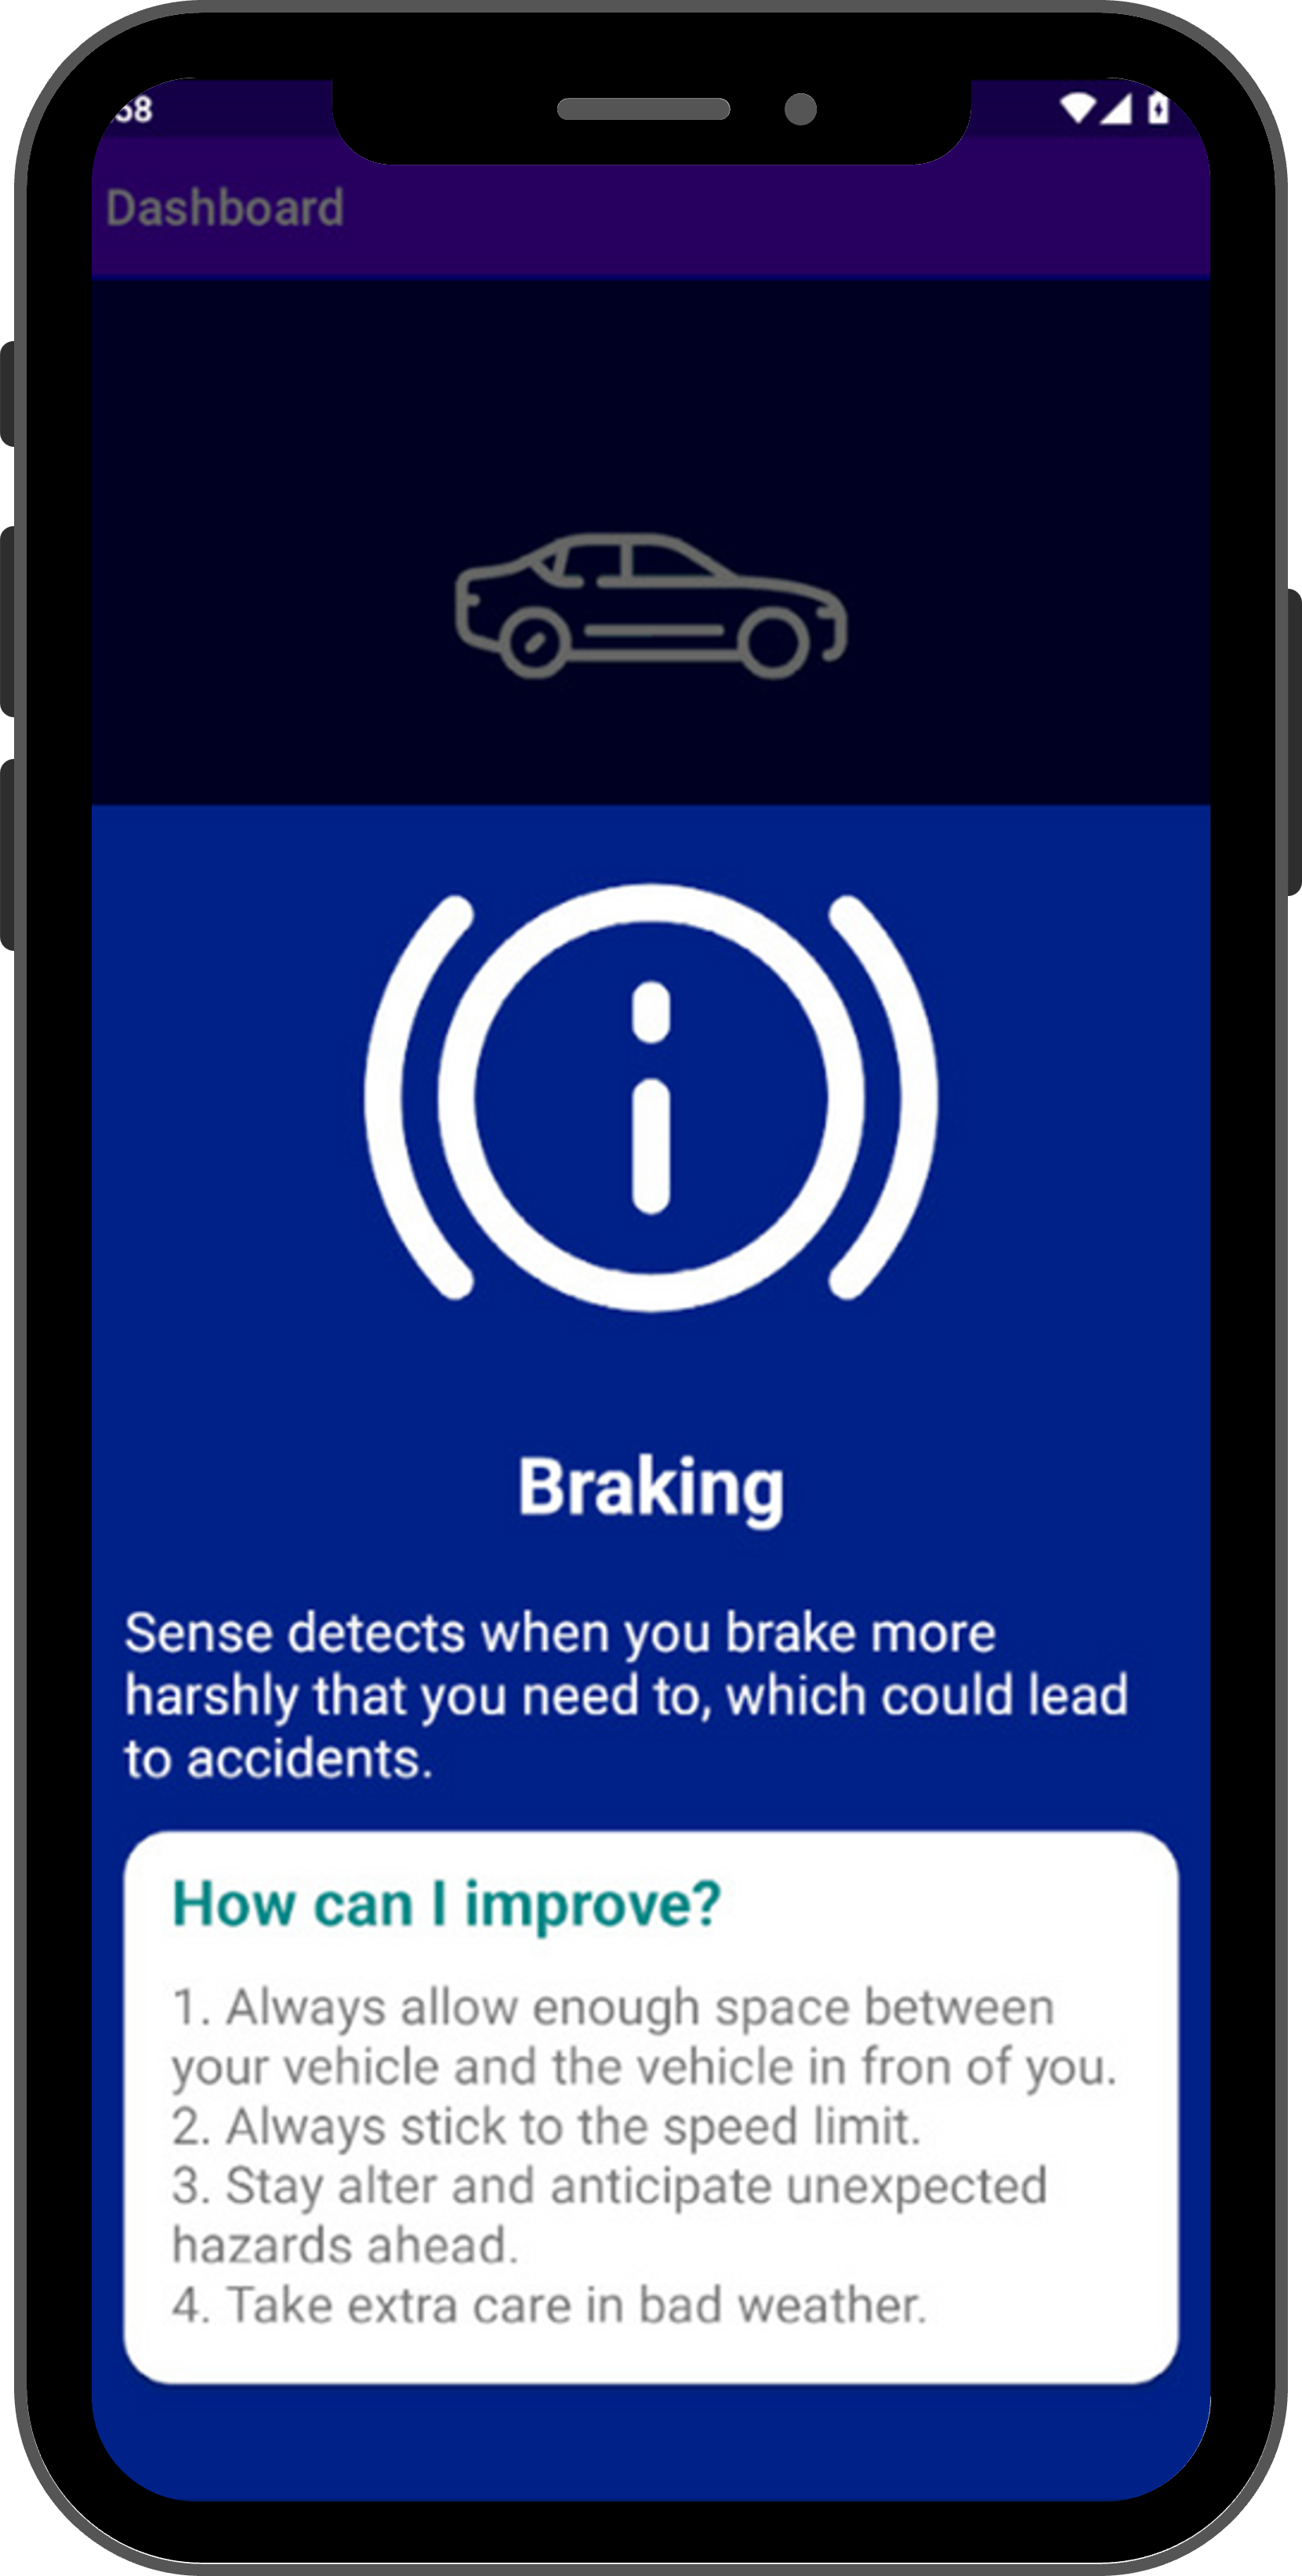 58
Dashboard
Braking
Sense detects when you brake more
harshly that you need to, which could lead
to accidents.
How can I improve?
1. Always allow enough space between
your vehicle and the vehicle in fron of you.
2. Always stick to the speed limit.
3. Stay alter and anticipate unexpected
hazards ahead.
4. Take extra care in bad weather.